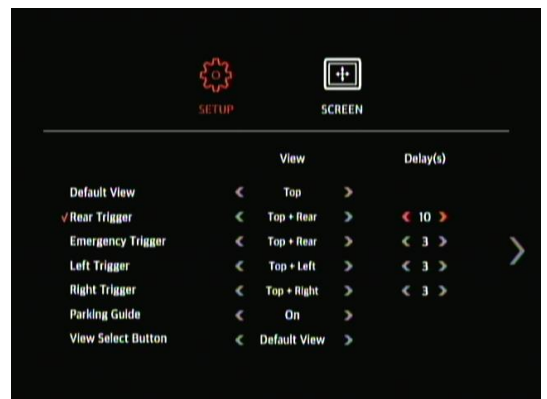 SETUP SCREEN
View Delay(s)
Default View < Top >
√ Rear Trigger < Top + Rear > < 10 >
Emergency Trigger < Top + Rear > < 3 >
Left Trigger < Top + Left > < 3 >
Right Trigger < Top + Right > < 3 >
Parking Guide < On >
View Select Button < Default View >